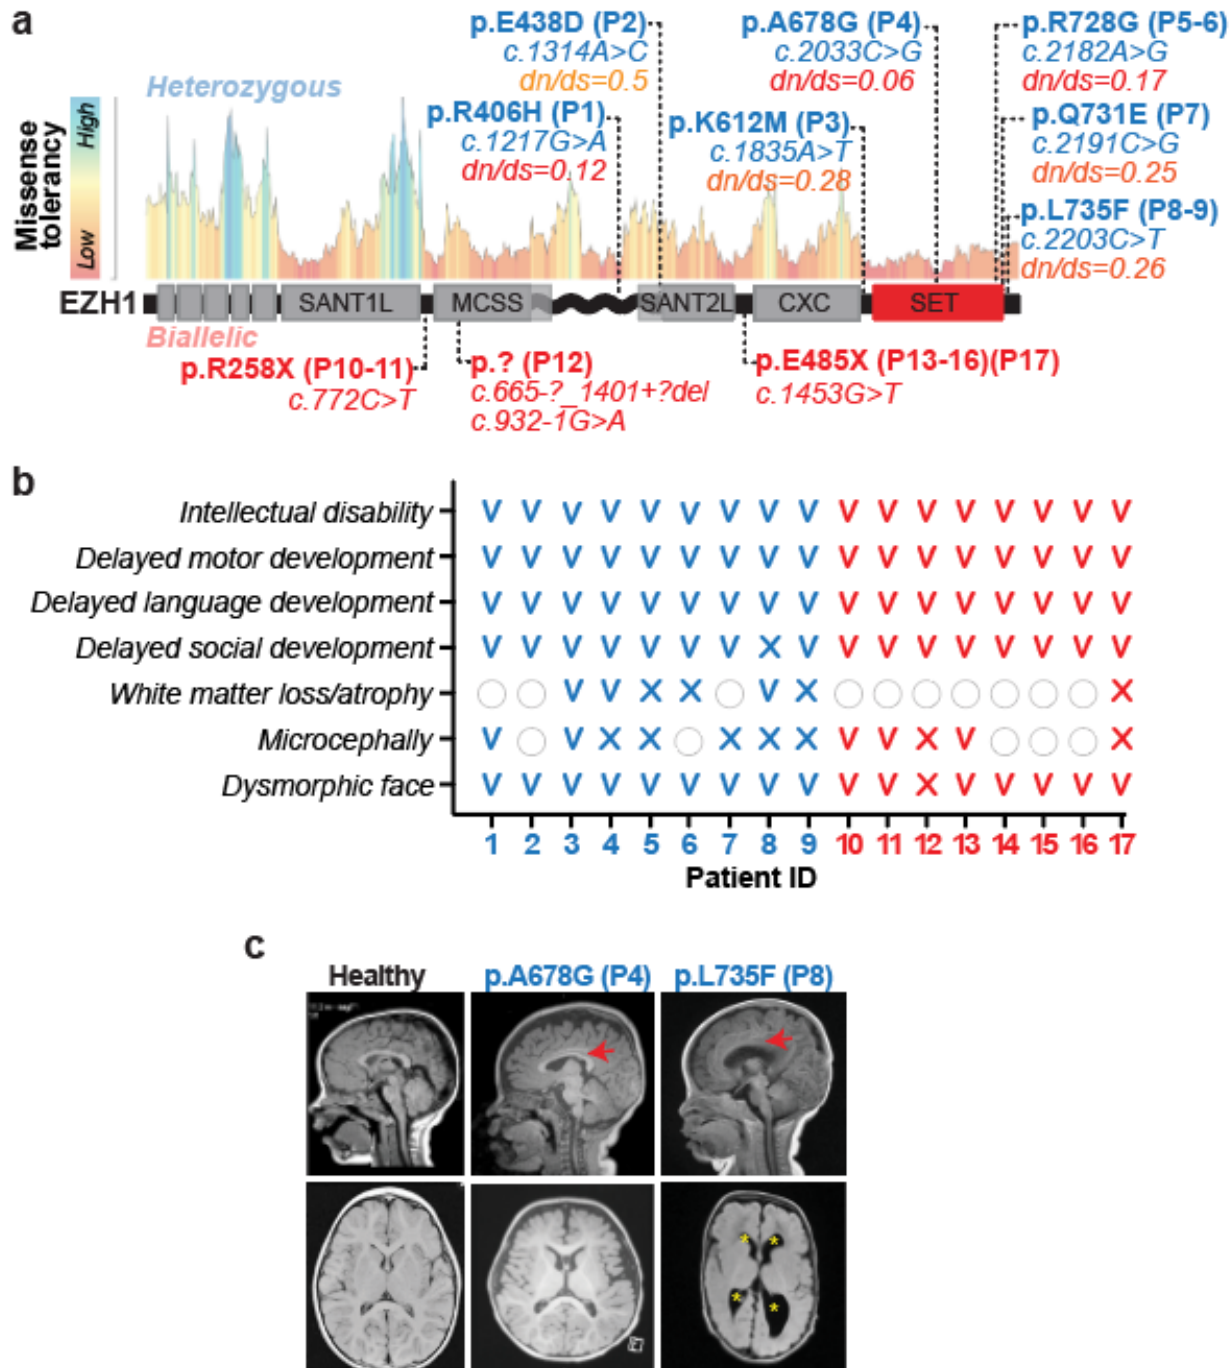 a
p.E438D (P2)
c.1314A>C
dn/ds=0.5
p.A678G (P4)
c.2033C>G
dn/ds=0.06
p.R728G (P5-6)
c.2182A>G
dn/ds=0.17
Heterozygous
p.R406H (P1)
c.1217G>A
dn/ds=0.12
p.K612M (P3)
c.1835A>T
dn/ds=0.28
p.Q731E (P7)
c.2191C>G
dn/ds=0.25
p.L735F (P8-9)
c.2203C>T
dn/ds=0.26
Missense
tolerancy
High
Low
EZH1
SANT1L
MCSS
SANT2L
CXC
SET
Biallelic
p.R258X (P10-11)
c.772C>T
p.? (P12)
c.665-?_1401+?del
c.932-1G>A
p.E485X (P13-16)(P17)
c.1453G>T
b
Intellectual disability V V V V V V V V V V V V V V V V V
Delayed motor development V V V V V V V V V V V V V V V V V
Delayed language development V V V V V V V V V V V V V V V V V
Delayed social development V V V V V V V X V V V V V V V V V
White matter loss/atrophy V V X X V X X
Microcephally V V X X X X X V V X V X
Dysmorphic face V V V V V V V V V V V X V V V V V
1 2 3 4 5 6 7 8 9 10 11 12 13 14 15 16 17
Patient ID
c
Healthy
p.A678G (P4)
p.L735F (P8)
* *
* *